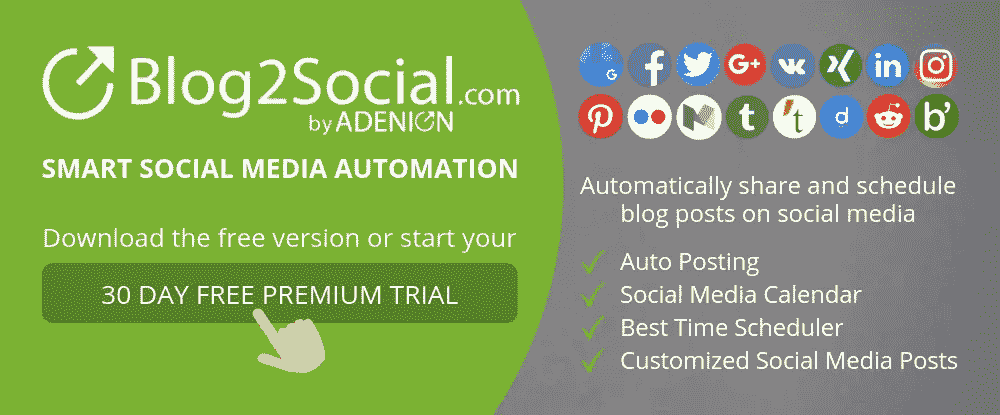 Blog2Social.com
by ADENION
SMART SOCIAL MEDIA AUTOMATION
Download the free version or start your
30 DAY FREE PREMIUM TRIAL
G f G+ in
t t d b'
Automatically share and schedule
blog posts on social media
Auto Posting
Social Media Calendar
Best Time Scheduler
Customized Social Media Posts